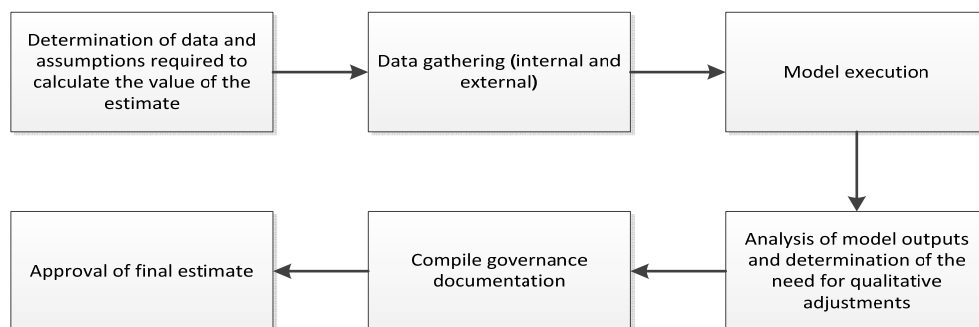 Determination of data and
assumptions required to
calculate the value of the
estimate
Data gathering (internal and
external)
Model execution
Analysis of model outputs
and determination of the
need for qualitative
adjustments
Compile governance
documentation
Approval of final estimate